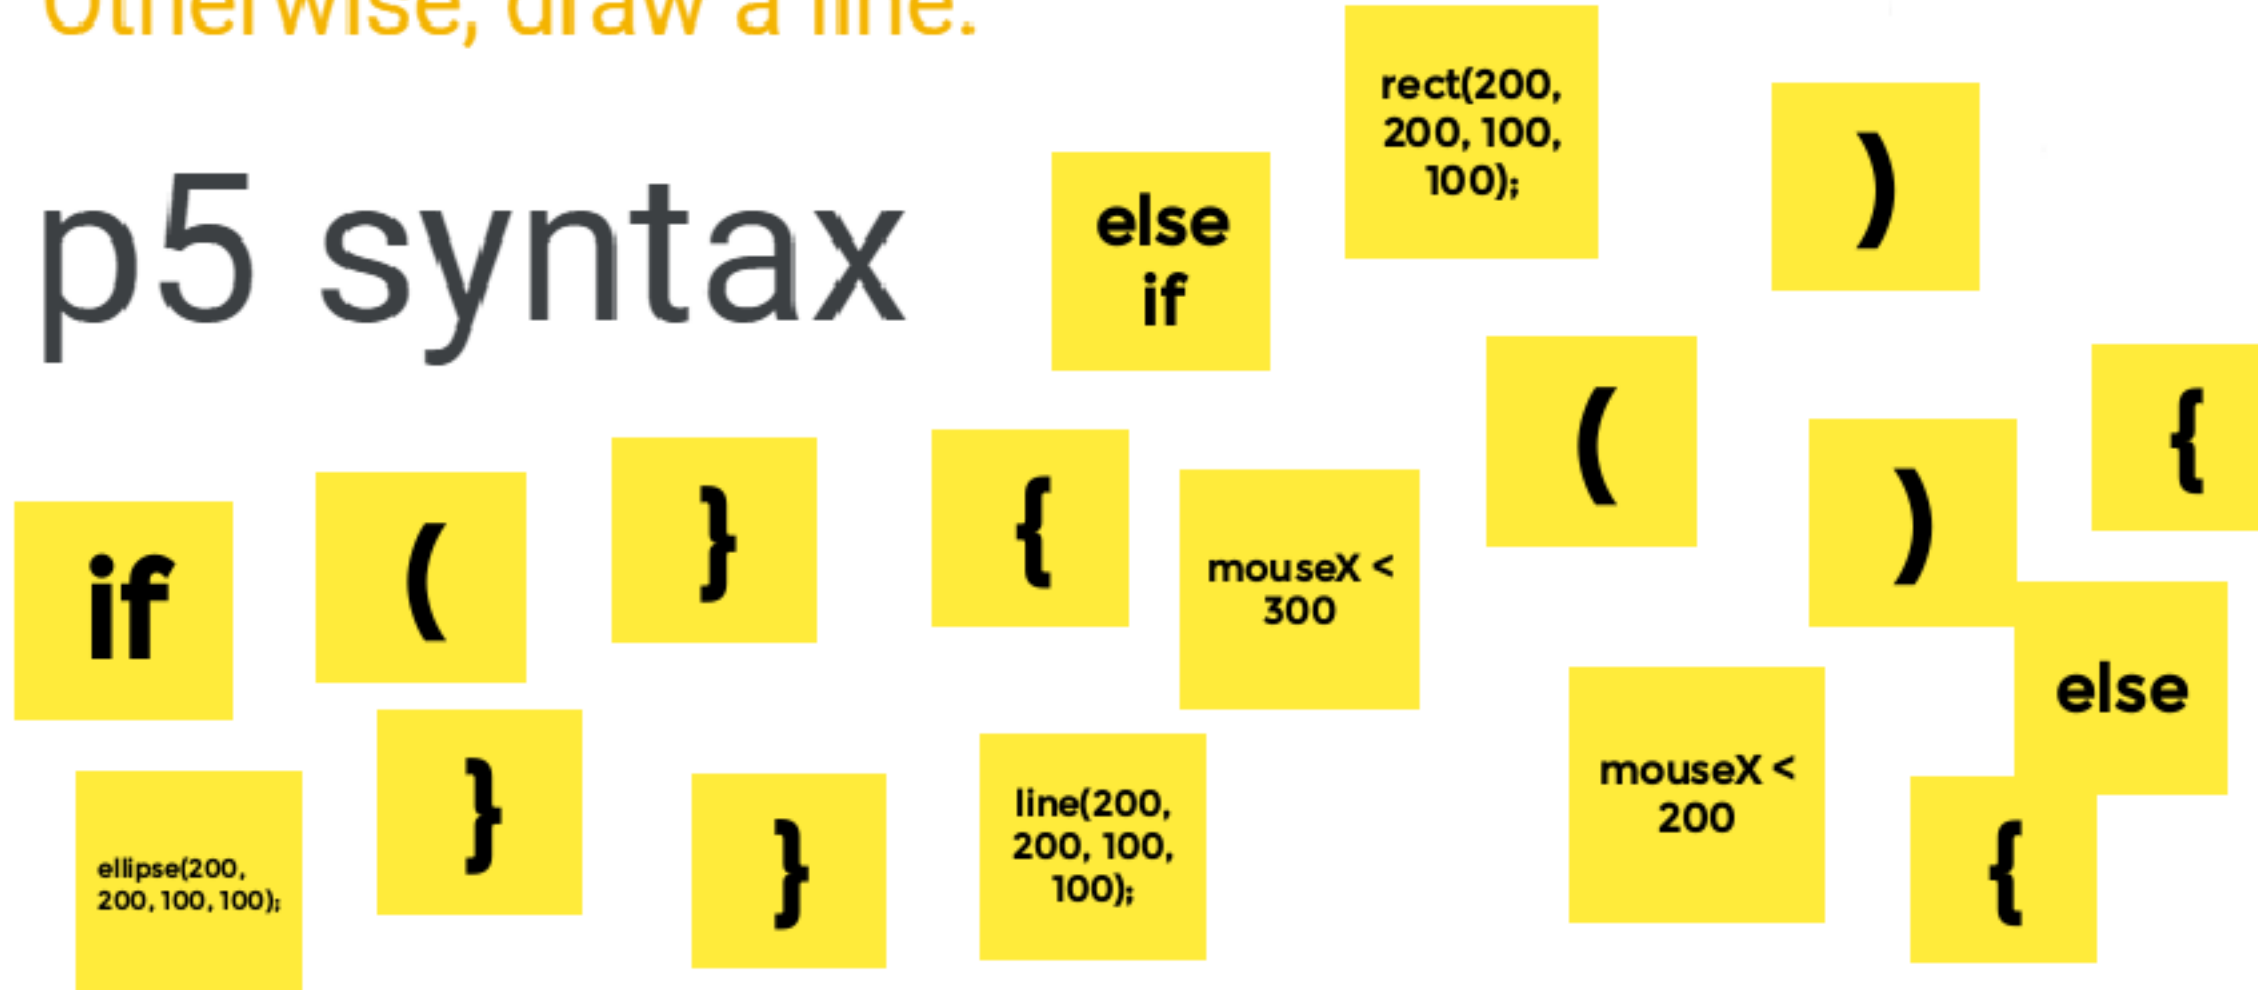 Otherwise, draw a line.
p5 syntax
rect(200,
200, 100,
100);
)
else
if
(
{
)
}
{
mouseX <
300
if
(
else
mouseX <
200
}
}
line(200,
200, 100,
100);
{
ellipse(200,
200, 100, 100);